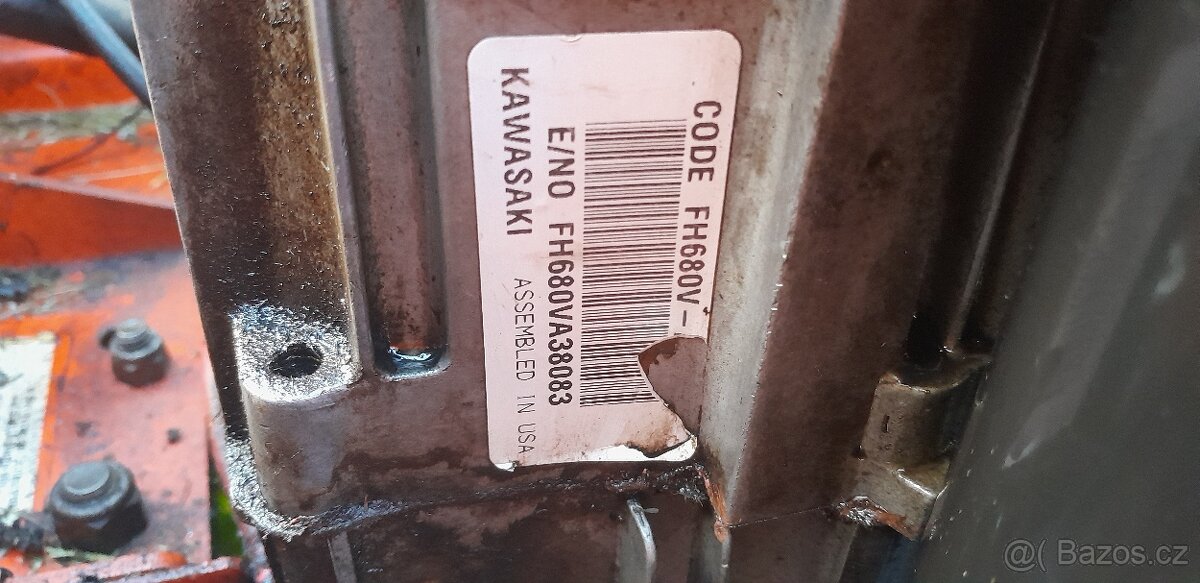 CODE FH680V-
E/NO FH680VA38083
KAWASAKI ASSEMBLED IN USA
@( Bazos.cz